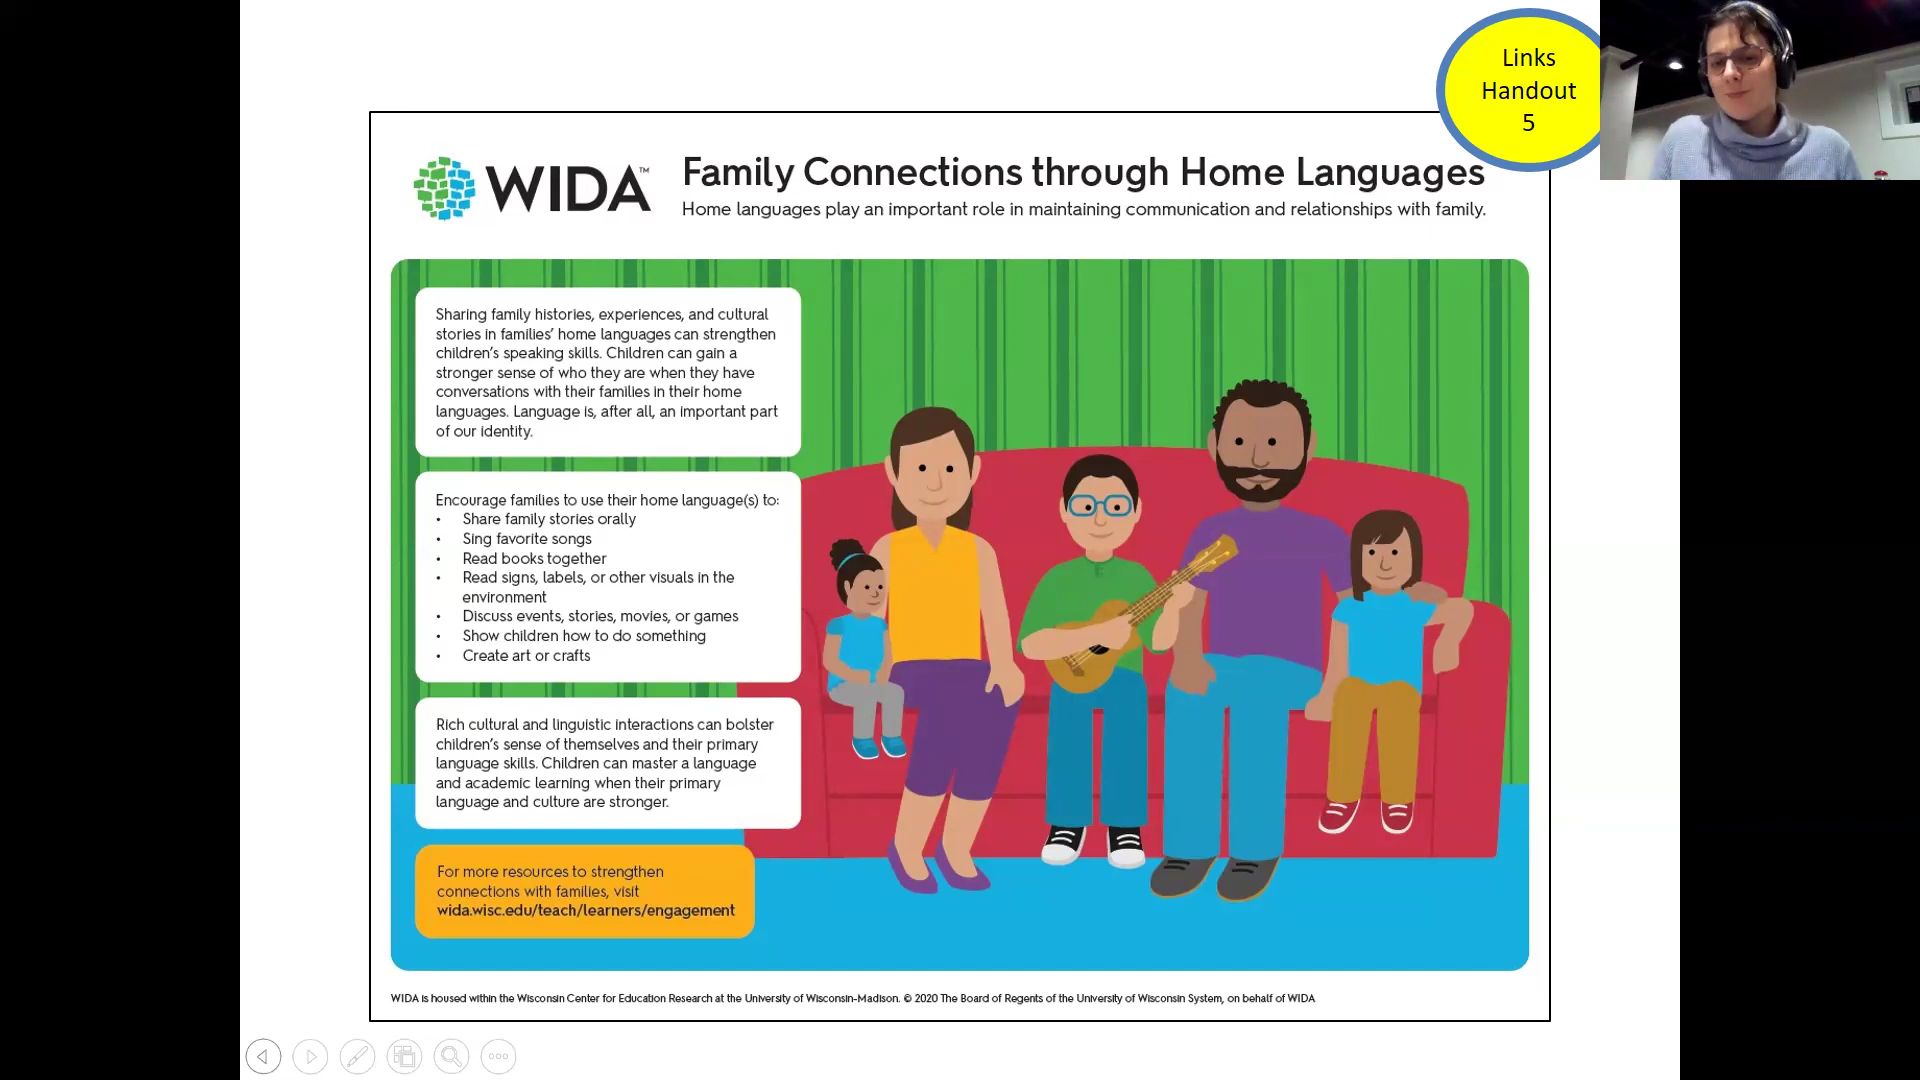 Links
Handout
5
WIDA™
Family Connections through Home Languages
Home languages play an important role in maintaining communication and relationships with family.
Sharing family histories, experiences, and cultural
stories in families’ home languages can strengthen
children’s speaking skills. Children can gain a
stronger sense of who they are when they have
conversations with their families in their home
languages. Language is, after all, an important part
of our identity.
Encourage families to use their home language(s) to:
• Share family stories orally
• Sing favorite songs
• Read books together
• Read signs, labels, or other visuals in the
environment
• Discuss events, stories, movies, or games
• Show children how to do something
• Create art or crafts
Rich cultural and linguistic interactions can bolster
children’s sense of themselves and their primary
language skills. Children can master a language
and academic learning when their primary
language and culture are stronger.
For more resources to strengthen
connections with families, visit
wida.wisc.edu/teach/learners/engagement
WIDA is housed within the Wisconsin Center for Education Research at the University of Wisconsin-Madison. © 2020 The Board of Regents of the University of Wisconsin System, on behalf of WIDA